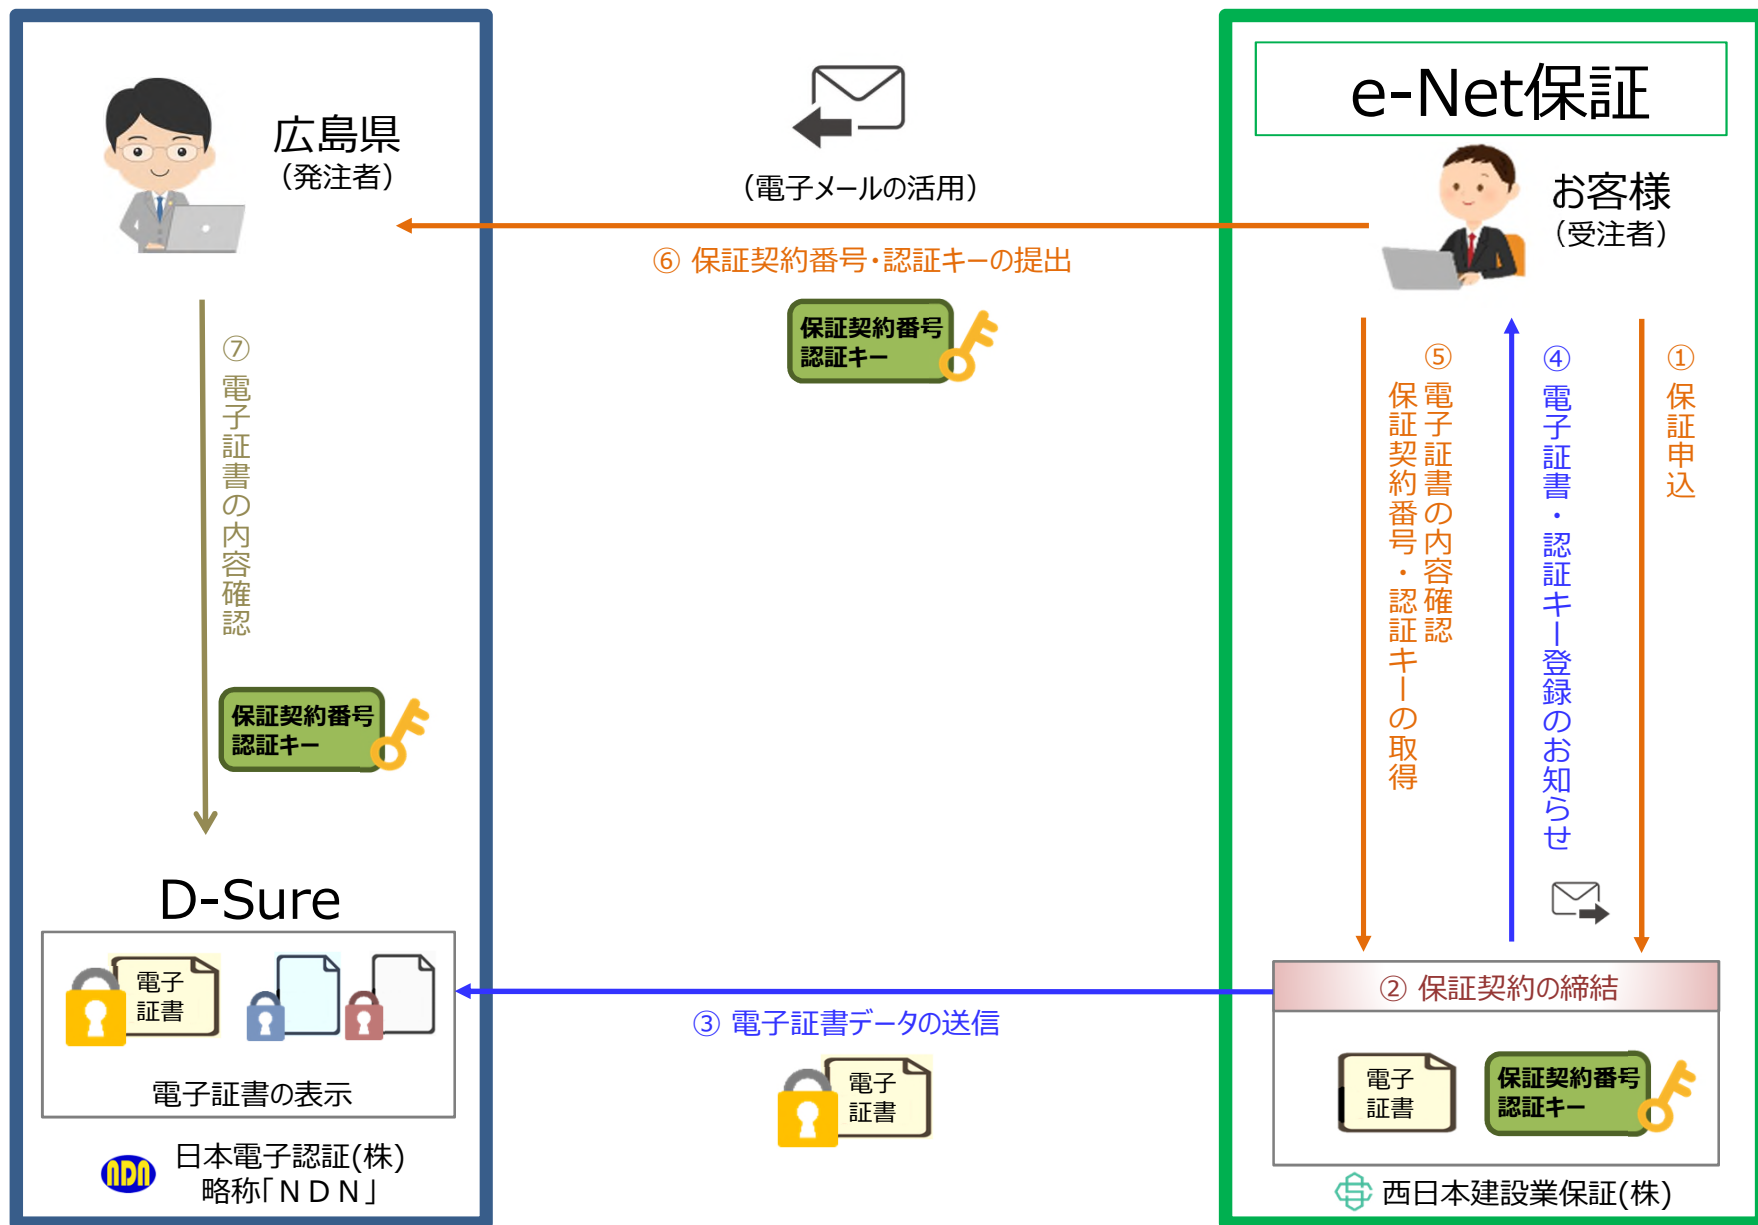 広島県
（発注者）
（電子メールの活用）
e-Net保証
お客様
（受注者）
⑥ 保証契約番号・認証キーの提出
保証契約番号
認証キー
⑦ 電子証書の内容確認
保証契約番号
認証キー
① 保証申込
④ 電子証書・認証キー登録のお知らせ
⑤ 電子証書の内容確認
保証契約番号・認証キーの取得
D-Sure
電子
証書
電子証書の表示
日本電子認証(株)
略称「ＮＤＮ」
NDN
③ 電子証書データの送信
電子
証書
② 保証契約の締結
電子
証書
保証契約番号
認証キー
西日本建設業保証(株)